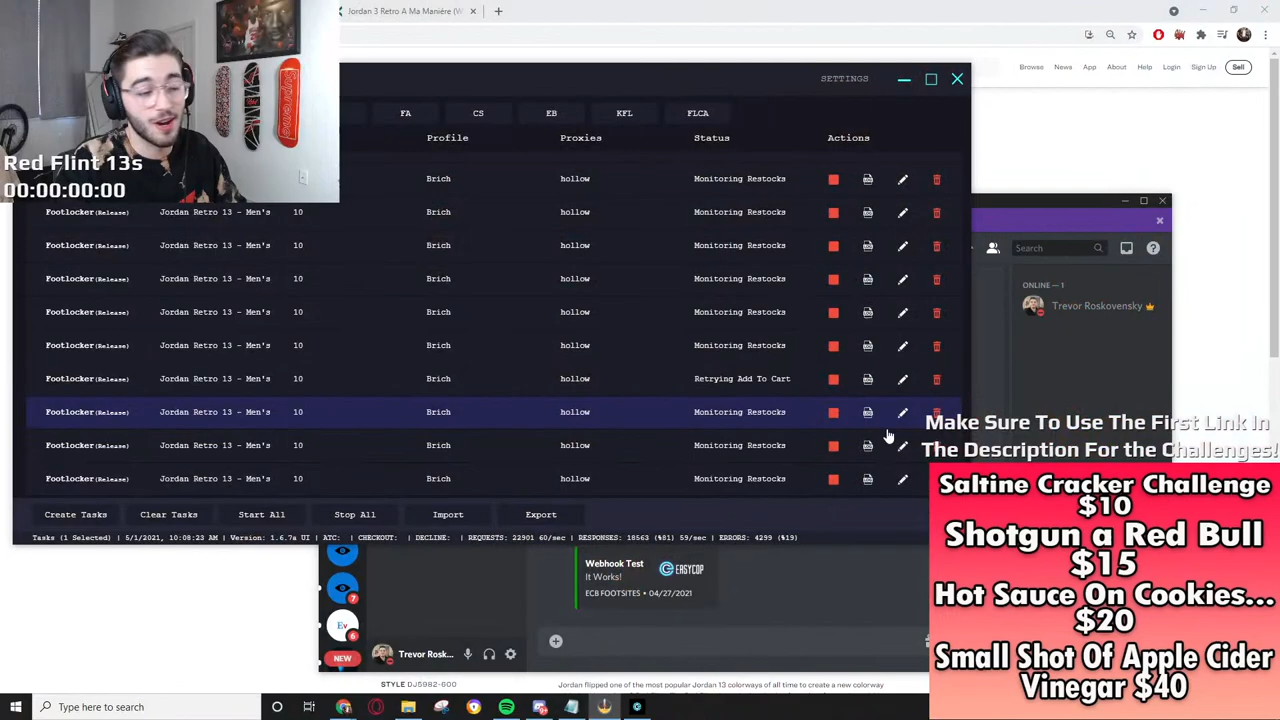 Jordan 3 Retro A Ma Maniére (W
Browse News App About Help Login Sign Up Sell
SETTINGS
FA CS EB KFL FLCA
Profile Proxies Status Actions
Red Flint 13s
00:00:00:00
Brich hollow Monitoring Restocks
Footlocker(Release) Jordan Retro 13 - Men's 10 Brich hollow Monitoring Restocks
Footlocker(Release) Jordan Retro 13 - Men's 10 Brich hollow Monitoring Restocks
Footlocker(Release) Jordan Retro 13 - Men's 10 Brich hollow Monitoring Restocks
Footlocker(Release) Jordan Retro 13 - Men's 10 Brich hollow Monitoring Restocks
Footlocker(Release) Jordan Retro 13 - Men's 10 Brich hollow Monitoring Restocks
Footlocker(Release) Jordan Retro 13 - Men's 10 Brich hollow Retrying Add To Cart
Footlocker(Release) Jordan Retro 13 - Men's 10 Brich hollow Monitoring Restocks
Footlocker(Release) Jordan Retro 13 - Men's 10 Brich hollow Monitoring Restocks
Footlocker(Release) Jordan Retro 13 - Men's 10 Brich hollow Monitoring Restocks
Create Tasks Clear Tasks Start All Stop All Import Export
Tasks (1 Selected) | 5/1/2021, 10:08:23 AM | Version: 1.6.7a UI | ATC: | CHECKOUT: | DECLINE: | REQUESTS: 22901 60/sec | RESPONSES: 18563 (%81) 59/sec | ERRORS: 4299 (%19)
Search
ONLINE — 1
Trevor Roskovensky
Make Sure To Use The First Link In
The Description For the Challenges!
Saltine Cracker Challenge
$10
Shotgun a Red Bull
$15
Hot Sauce On Cookies...
$20
Small Shot Of Apple Cider
Vinegar $40
Webhook Test
It Works!
EASYCOP
ECB FOOTSITES • 04/27/2021
7
Ev
6
NEW
Trevor Rosk...
STYLE DJ5982-600
Jordan flipped one of the most popular Jordan 13 colorways of all time to create a new colorway
Type here to search
Supreme